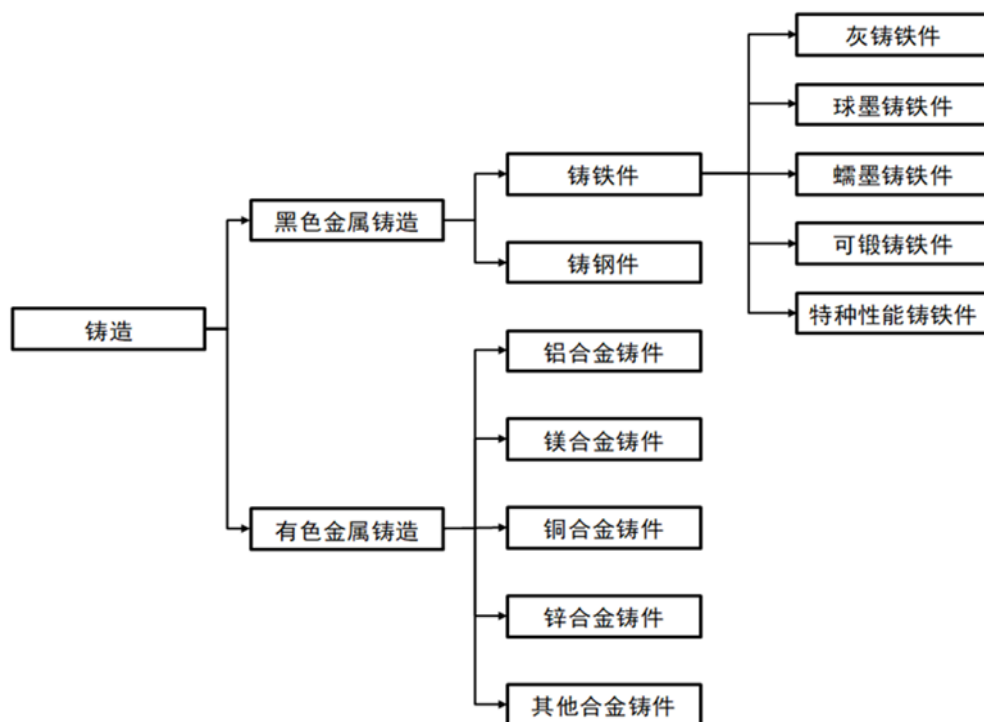 灰铸铁件
球墨铸铁件
铸铁件
蠕墨铸铁件
黑色金属铸造
可锻铸铁件
铸钢件
特种性能铸铁件
铸造
铝合金铸件
镁合金铸件
有色金属铸造
铜合金铸件
锌合金铸件
其他合金铸件